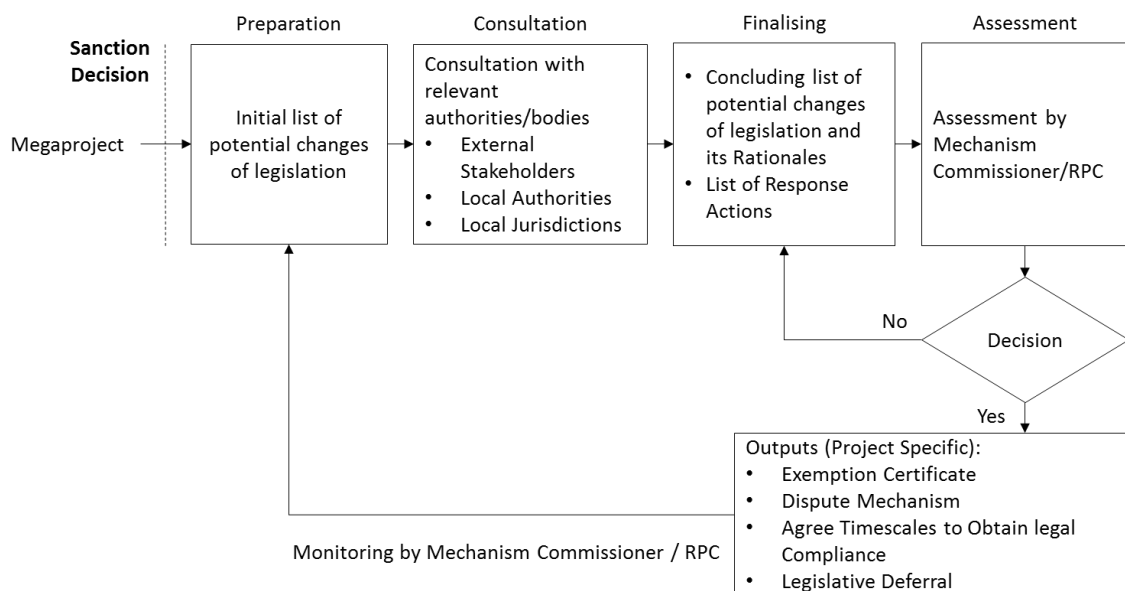 Preparation
Consultation
Finalising
Assessment
Sanction
Decision
Megaproject
Initial list of
potential changes
of legislation
Consultation with
relevant
authorities/bodies
• External
Stakeholders
• Local Authorities
• Local Jurisdictions
• Concluding list of
potential changes
of legislation and
its Rationales
• List of Response
Actions
Assessment by
Mechanism
Commissioner/RPC
No
Decision
Yes
Outputs (Project Specific):
• Exemption Certificate
• Dispute Mechanism
• Agree Timescales to Obtain legal
Compliance
• Legislative Deferral
Monitoring by Mechanism Commissioner / RPC